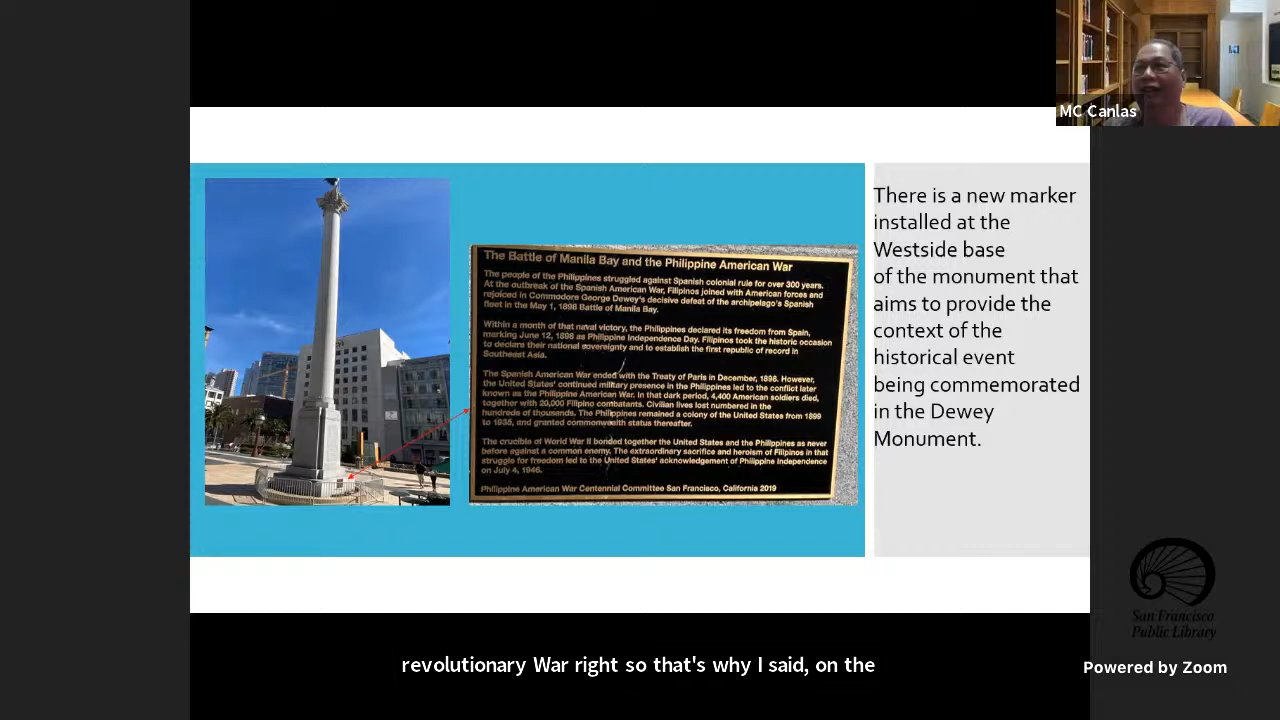 MC Canlas
There is a new marker
installed at the
Westside base
of the monument that
aims to provide the
context of the
historical event
being commemorated
in the Dewey
Monument.
The Battle of Manila Bay and the Philippine American War
The people of the Philippines struggled against Spanish colonial rule for over 300 years.
At the outbreak of the Spanish American War, Filipinos joined with American forces and
rejoiced in Commodore George Dewey's decisive defeat of the archipelago's Spanish
fleet in the May 1, 1898 Battle of Manila Bay.
Within a month of that naval victory, the Philippines declared its freedom from Spain,
marking June 12, 1898 as Philippine Independence Day. Filipinos took the historic occasion
to declare their national sovereignty and to establish the first republic of record in
Southeast Asia.
The Spanish American War ended with the Treaty of Paris in December, 1898. However,
the United States' continued military presence in the Philippines led to the conflict later
known as the Philippine American War. In that dark period, 4,400 American soldiers died,
together with 20,000 Filipino combatants. Civilian lives lost numbered in the
hundreds of thousands. The Philippines remained a colony of the United States from 1899
to 1935, and granted commonwealth status thereafter.
The crucible of World War II bonded together the United States and the Philippines as never
before against a common enemy. The extraordinary sacrifice and heroism of Filipinos in that
struggle for freedom led to the United States' acknowledgement of Philippine Independence
on July 4, 1946.
Philippine American War Centennial Committee San Francisco, California 2019
San Francisco
Public Library
revolutionary War right so that's why I said, on the
Powered by Zoom